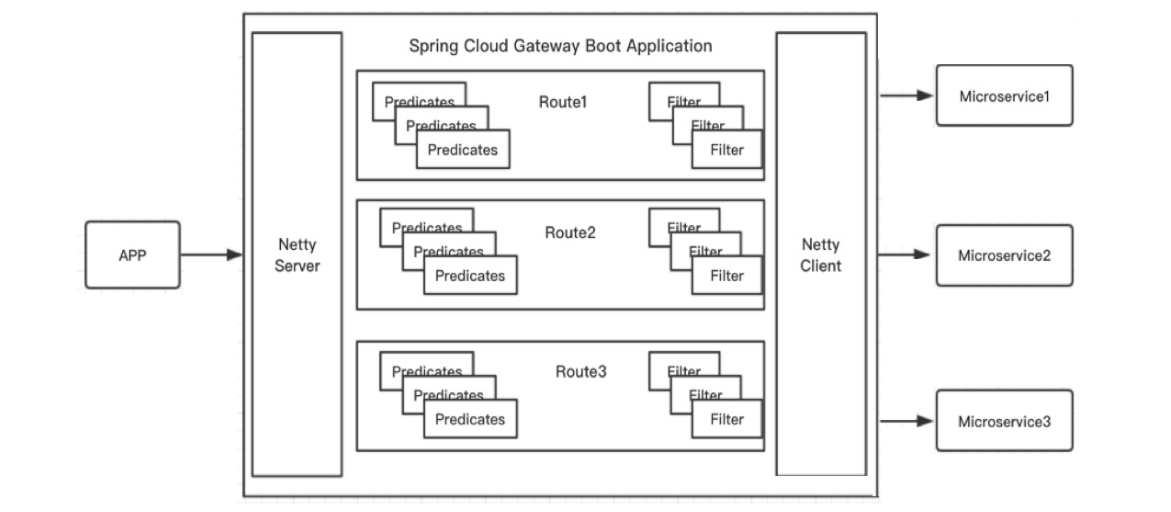 Spring Cloud Gateway Boot Application
APP
Netty
Server
Route1
Predicates
Predicates
Predicates
Filter
Filter
Filter
Route2
Predicates
Predicates
Predicates
Filter
Filter
Filter
Route3
Predicates
Predicates
Predicates
Filter
Filter
Filter
Netty
Client
Microservice1
Microservice2
Microservice3